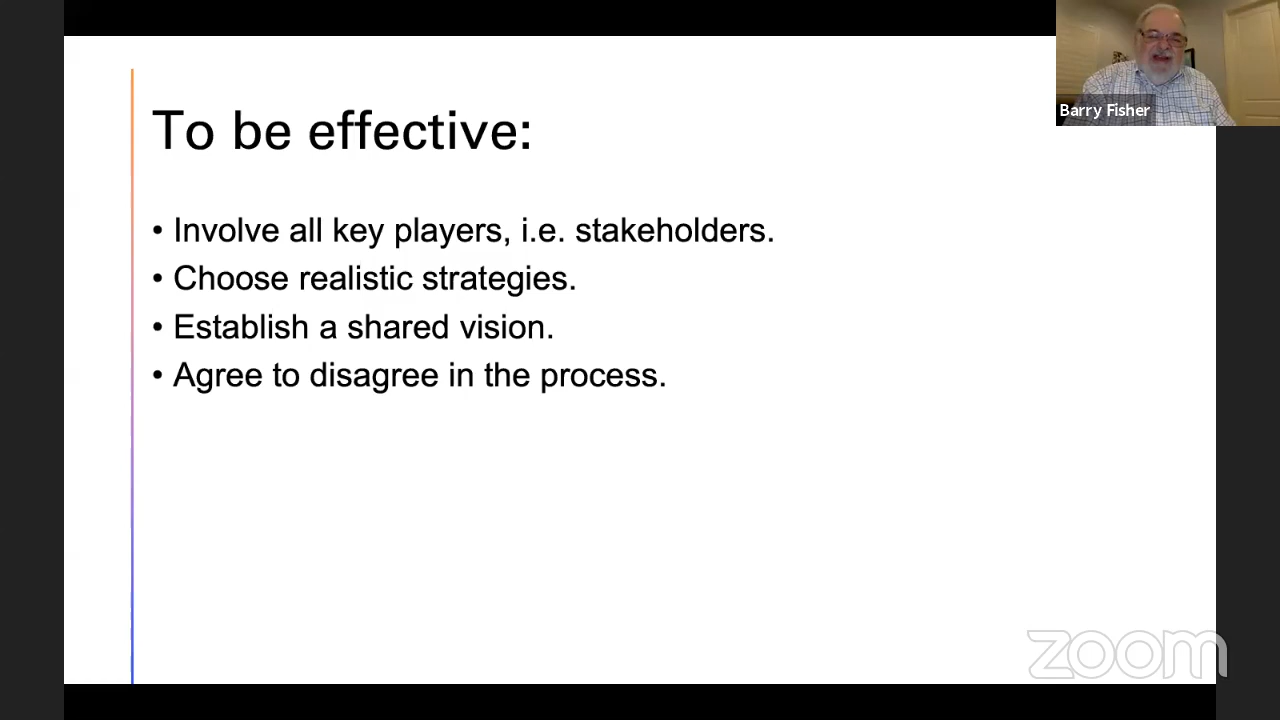 To be effective:
• Involve all key players, i.e. stakeholders.
• Choose realistic strategies.
• Establish a shared vision.
• Agree to disagree in the process.
Barry Fisher
zoom